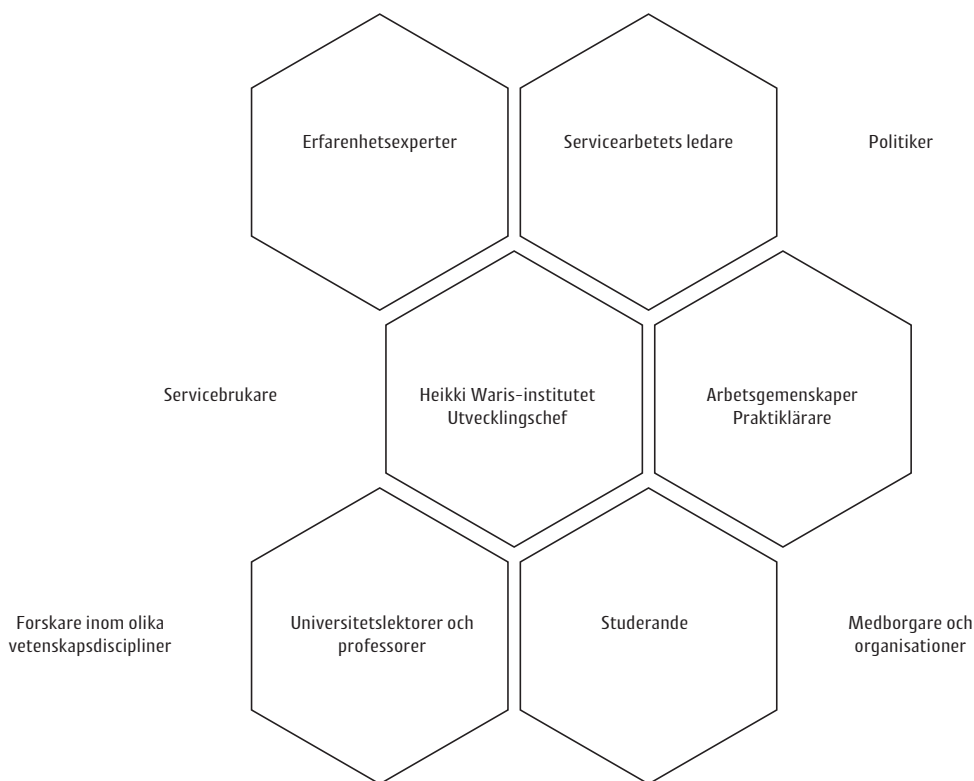 Erfarenhetsexperter
Servicearbetets ledare
Politiker
Servicebrukare
Heikki Waris-institutet
Utvecklingschef
Arbetsgemenskaper
Praktiklärare
Forskare inom olika
vetenskapsdiscipliner
Universitetslektorer och
professorer
Studerande
Medborgare och
organisationer